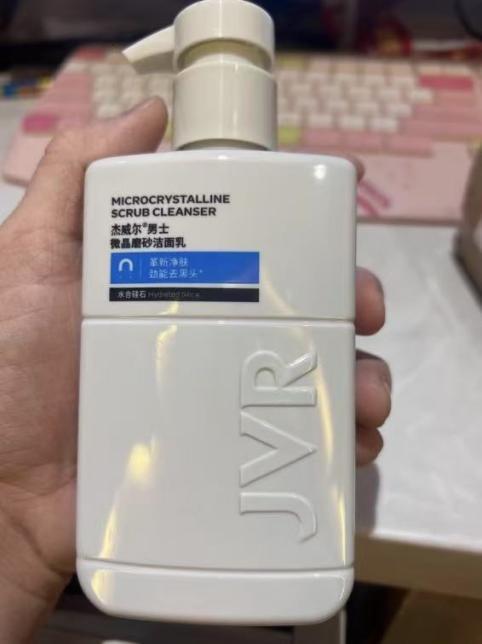 MICROCRYSTALLINE
SCRUB CLEANSER
杰威尔®男士
微晶磨砂洁面乳
革新净肤
劲能去黑头*
水合硅石 Hydrated Silica
JVR